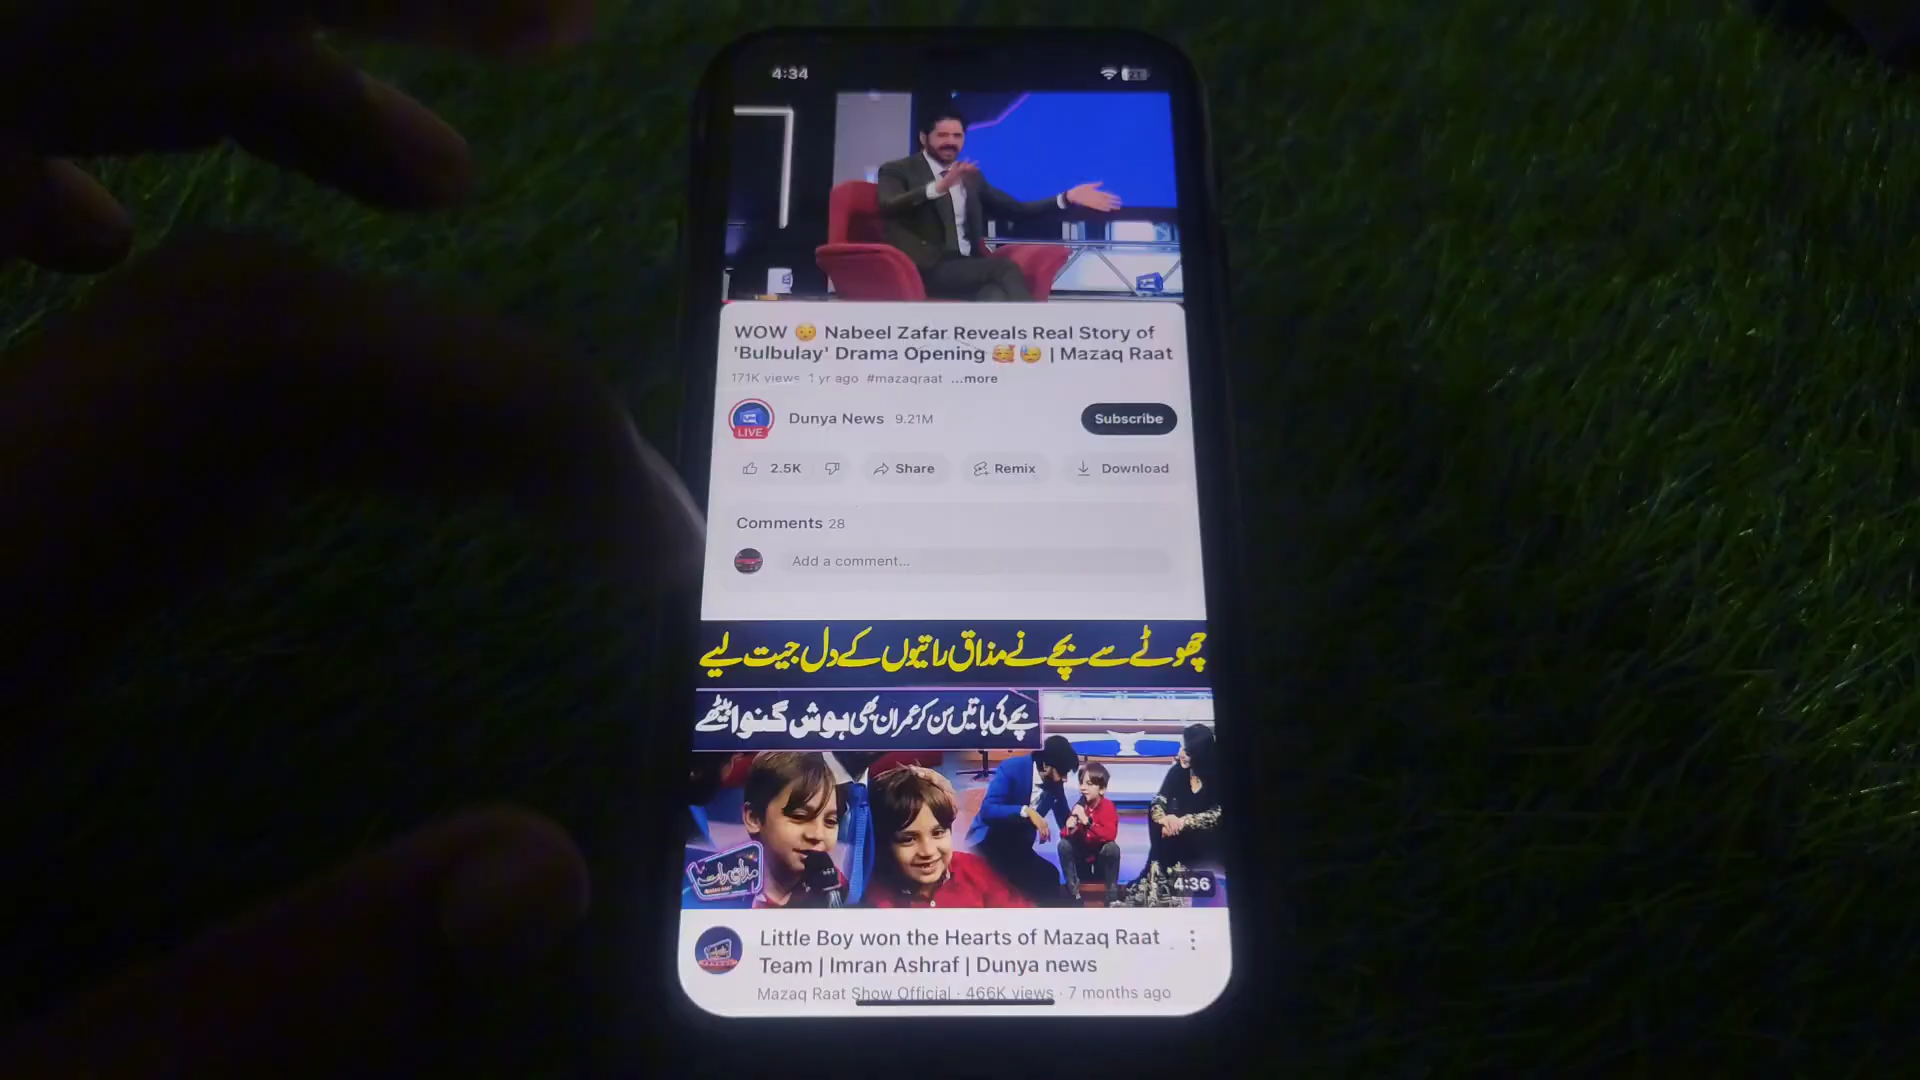 4:34
WOW 😉 Nabeel Zafar Reveals Real Story of
'Bulbulay' Drama Opening 🥰 😓 | Mazaq Raat
171K views 1 yr ago #mazaqraat ...more
LIVE
Dunya News 9.21M
Subscribe
2.5K
Share
Remix
Download
Comments 28
Add a comment...
چھوٹے سے بچے نے مذاق راتیوں کے دل جیت لیے
بچے کی باتیں سن کر عمران بھی ہوش گنوا بیٹھے
مذاق رات
4:36
Little Boy won the Hearts of Mazaq Raat
Team | Imran Ashraf | Dunya news
Mazaq Raat Show Official · 466K views · 7 months ago